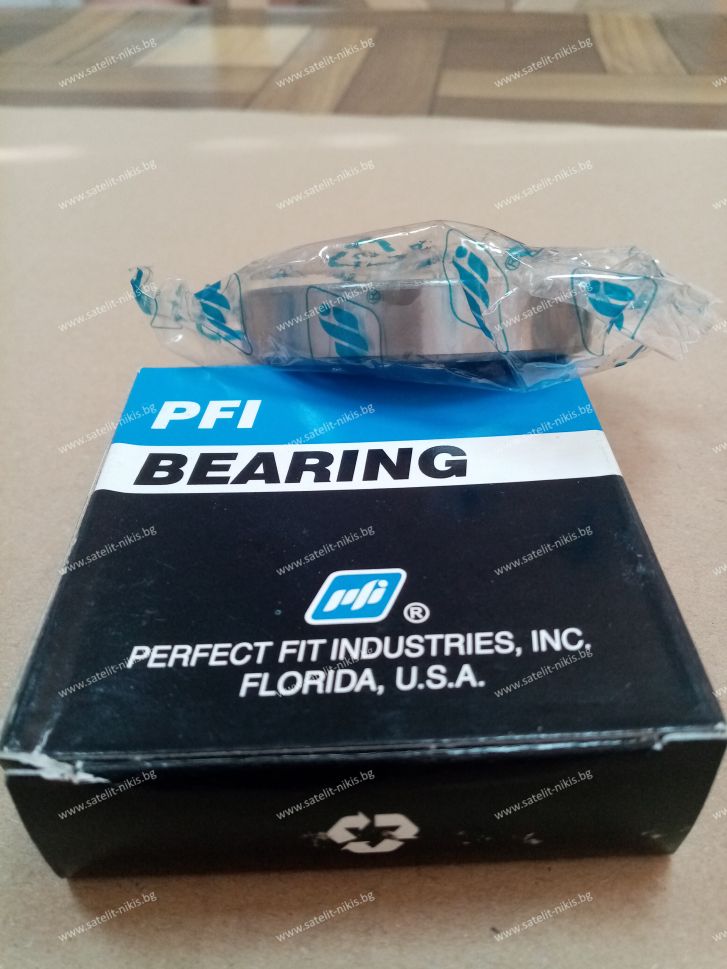 PFI
BEARING
pfi ®
PERFECT FIT INDUSTRIES, INC.
FLORIDA, U.S.A.
www.satelit-nikis.bg